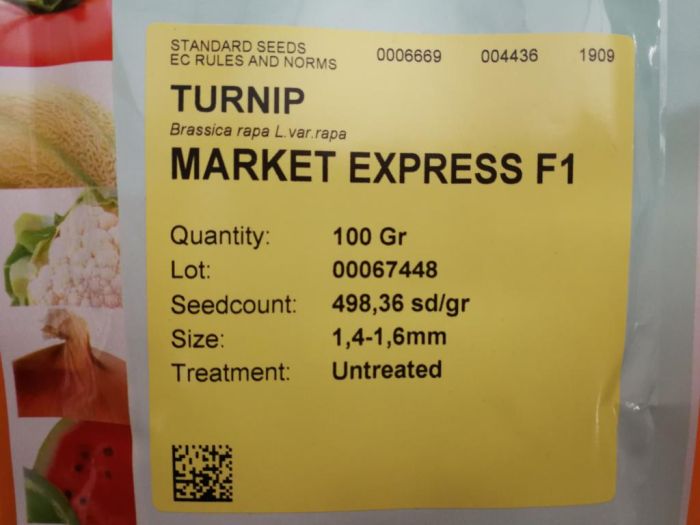 STANDARD SEEDS
EC RULES AND NORMS 0006669 004436 1909
TURNIP
Brassica rapa L.var.rapa
MARKET EXPRESS F1
Quantity: 100 Gr
Lot: 00067448
Seedcount: 498,36 sd/gr
Size: 1,4-1,6mm
Treatment: Untreated